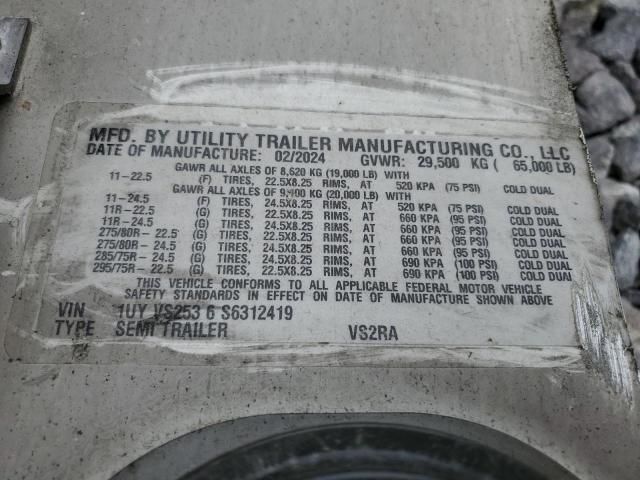 MFD. BY UTILITY TRAILER MANUFACTURING CO., LLC
DATE OF MANUFACTURE: 02/2024 GVWR: 29,500 KG ( 65,000 LB)
GAWR ALL AXLES OF 8,620 KG (19,000 LB) WITH
11-22.5 (F) TIRES, 22.5X8.25 RIMS, AT 520 KPA (75 PSI) COLD DUAL
GAWR ALL AXLES OF 9,100 KG (20,000 LB) WITH
11-24.5 (F) TIRES, 24.5X8.25 RIMS, AT 520 KPA (75 PSI) COLD DUAL
11R-22.5 (G) TIRES, 22.5X8.25 RIMS, AT 660 KPA (95 PSI) COLD DUAL
11R-24.5 (G) TIRES, 24.5X8.25 RIMS, AT 660 KPA (95 PSI) COLD DUAL
275/80R-22.5 (G) TIRES, 22.5X8.25 RIMS, AT 660 KPA (95 PSI) COLD DUAL
275/80R-24.5 (G) TIRES, 24.5X8.25 RIMS, AT 660 KPA (95 PSI) COLD DUAL
285/75R-24.5 (G) TIRES, 24.5X8.25 RIMS, AT 690 KPA (100 PSI) COLD DUAL
295/75R-22.5 (G) TIRES, 22.5X8.25 RIMS, AT 690 KPA (100 PSI) COLD DUAL
THIS VEHICLE CONFORMS TO ALL APPLICABLE FEDERAL MOTOR VEHICLE
SAFETY STANDARDS IN EFFECT ON DATE OF MANUFACTURE SHOWN ABOVE
VIN 1UY VS253 6 S6312419
TYPE SEMI TRAILER VS2RA